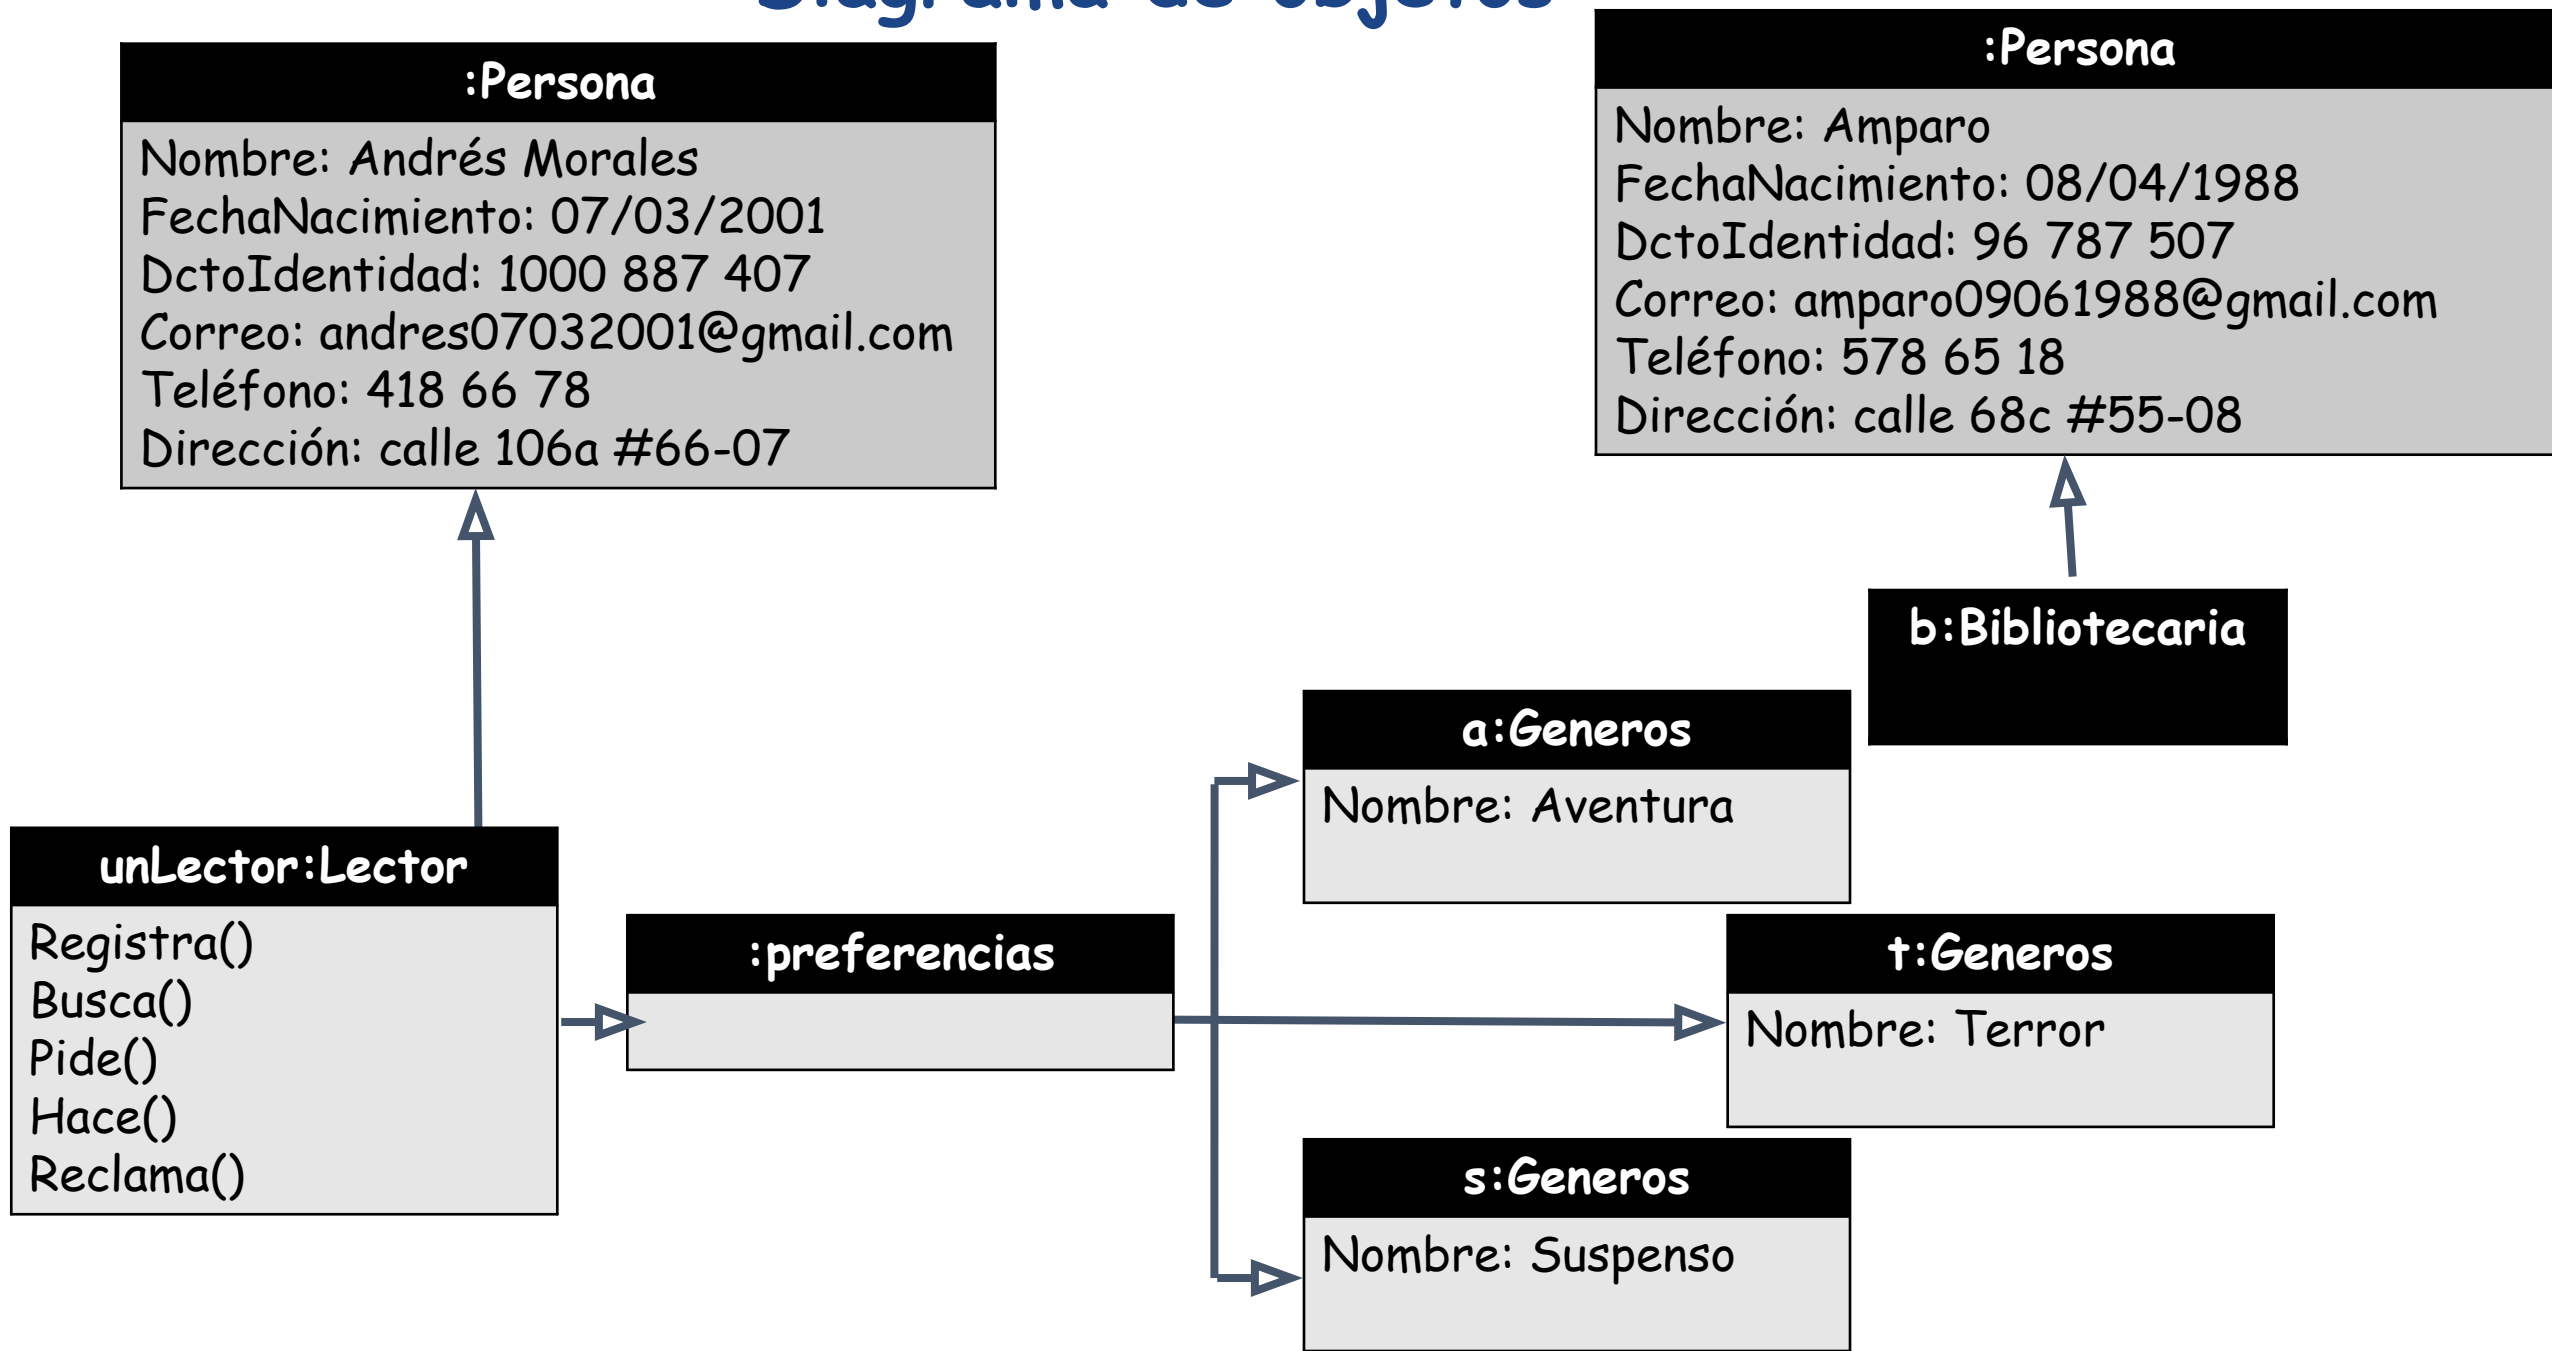 Diagrama de objetos
:Persona
Nombre: Andrés Morales
FechaNacimiento: 07/03/2001
DctoIdentidad: 1000 887 407
Correo: andres07032001@gmail.com
Teléfono: 418 66 78
Dirección: calle 106a #66-07
:Persona
Nombre: Amparo
FechaNacimiento: 08/04/1988
DctoIdentidad: 96 787 507
Correo: amparo09061988@gmail.com
Teléfono: 578 65 18
Dirección: calle 68c #55-08
b:Bibliotecaria
unLector:Lector
Registra()
Busca()
Pide()
Hace()
Reclama()
:preferencias
a:Generos
Nombre: Aventura
t:Generos
Nombre: Terror
s:Generos
Nombre: Suspenso